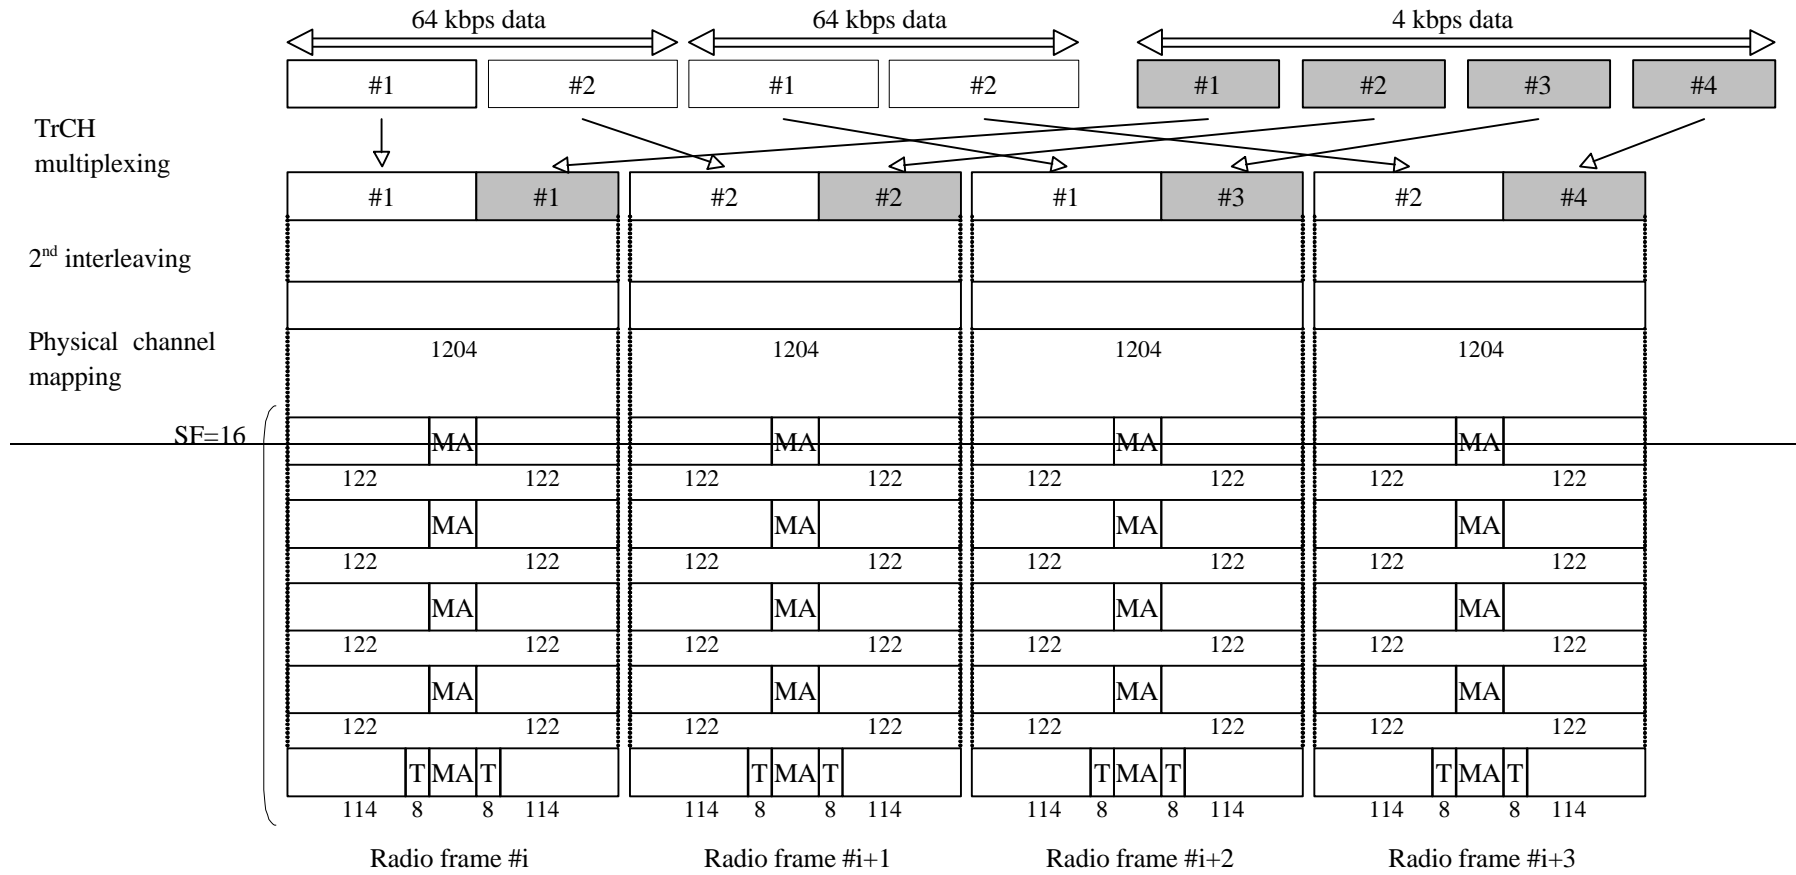 64 kbps data 64 kbps data 4 kbps data
#1 #2 #1 #2 #1 #2 #3 #4
TrCH
multiplexing
#1 #1 #2 #2 #1 #3 #2 #4
2nd interleaving
Physical channel
mapping
1204 1204 1204 1204
SF=16
MA MA MA MA
122 122 122 122 122 122 122 122
MA MA MA MA
122 122 122 122 122 122 122 122
MA MA MA MA
122 122 122 122 122 122 122 122
MA MA MA MA
122 122 122 122 122 122 122 122
T MA T T MA T T MA T T MA T
114 8 8 114 114 8 8 114 114 8 8 114 114 8 8 114
Radio frame #i Radio frame #i+1 Radio frame #i+2 Radio frame #i+3